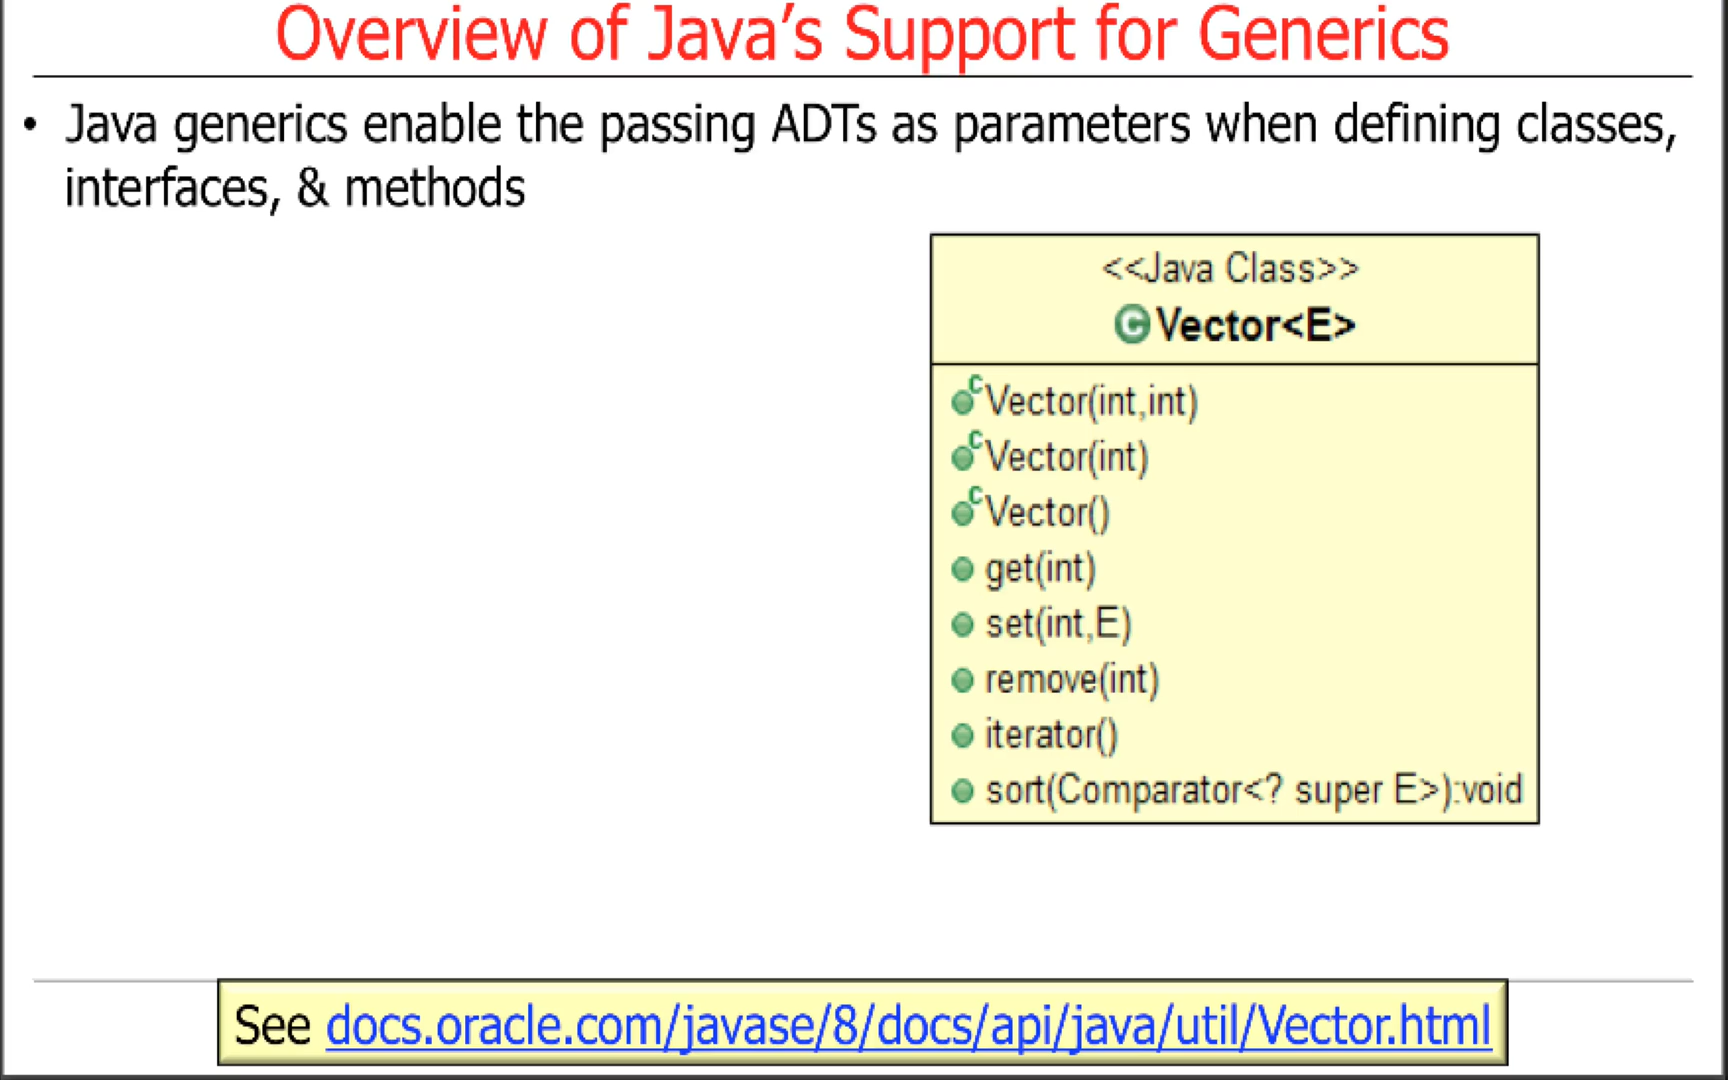 Overview of Java's Support for Generics
• Java generics enable the passing ADTs as parameters when defining classes,
interfaces, & methods
<<Java Class>>
C Vector<E>
C Vector(int,int)
C Vector(int)
C Vector()
get(int)
set(int,E)
remove(int)
iterator()
sort(Comparator<? super E>):void
See docs.oracle.com/javase/8/docs/api/java/util/Vector.html